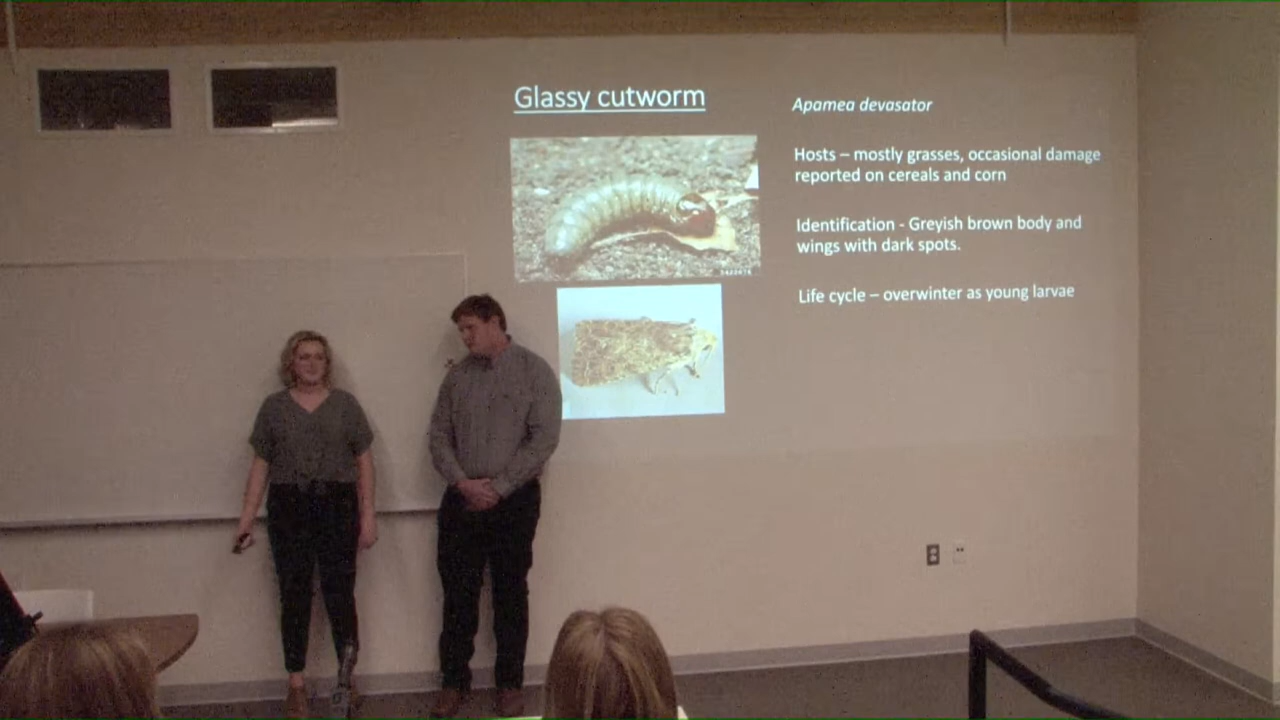 Glassy cutworm
Apamea devasator
Hosts – mostly grasses, occasional damage
reported on cereals and corn
Identification - Greyish brown body and
wings with dark spots.
Life cycle – overwinter as young larvae